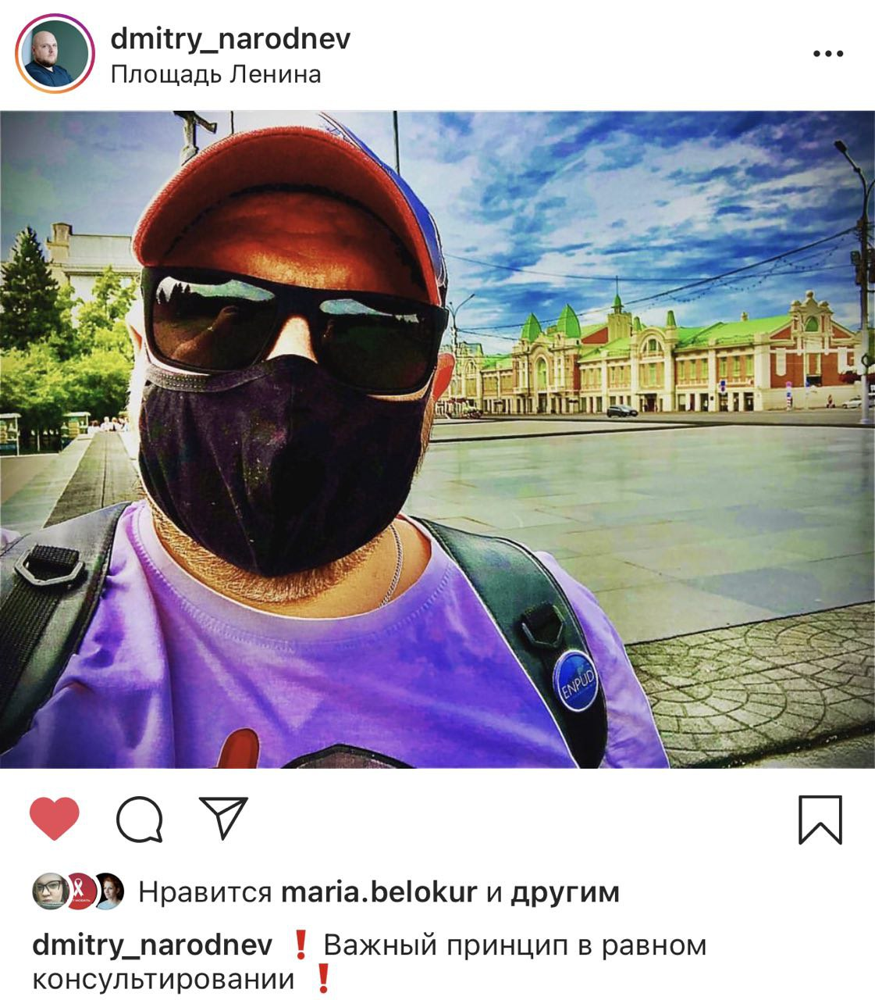 dmitry_narodnev
Площадь Ленина
ENPUD
Нравится maria.belokur и другим
dmitry_narodnev ❗ Важный принцип в равном
консультировании ❗